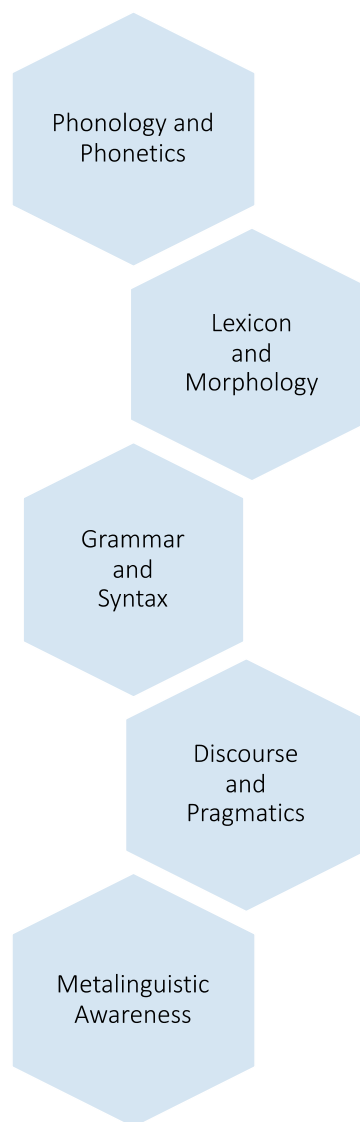 Phonology and
Phonetics
Lexicon
and
Morphology
Grammar
and
Syntax
Discourse
and
Pragmatics
Metalinguistic
Awareness